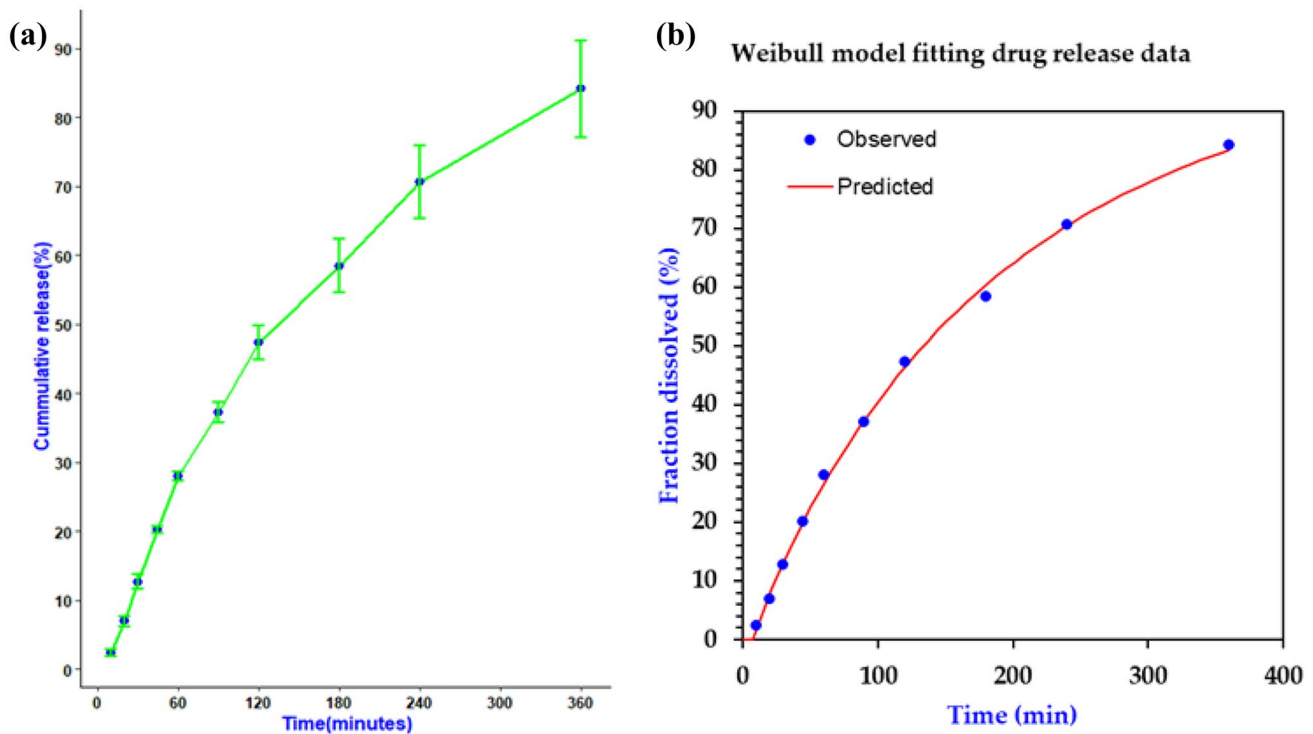 (a)
Cummulative release(%)
90
80
70
60
50
40
30
20
10
0
0 60 120 180 240 300 360
Time(minutes)
(b)
Weibull model fitting drug release data
Observed
Predicted
Fraction dissolved (%)
90
80
70
60
50
40
30
20
10
0
0 100 200 300 400
Time (min)